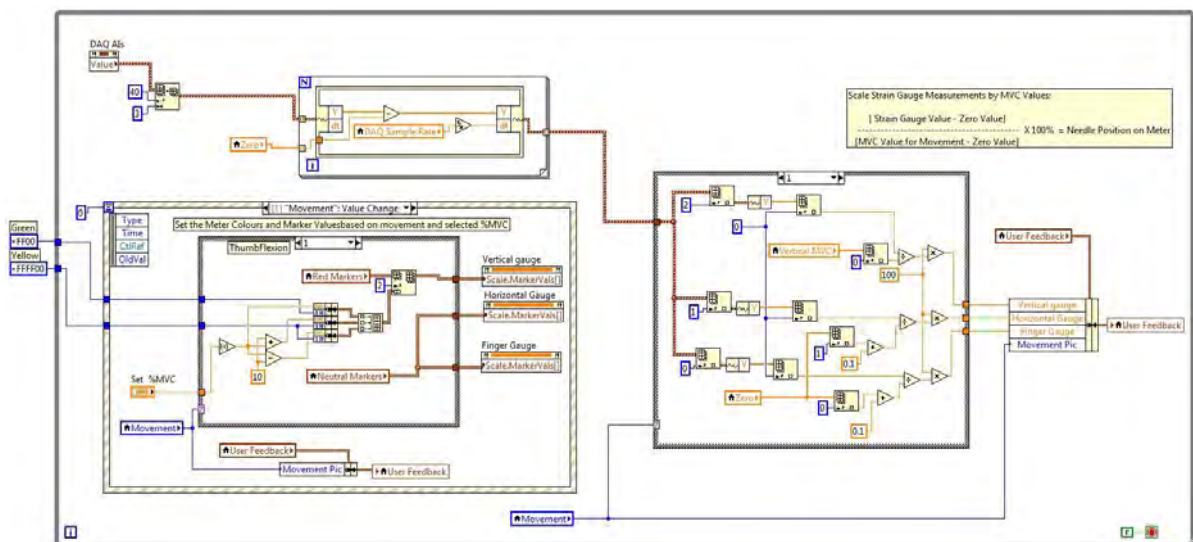 DAQ AIs
Value
40
3
N
DAQ Sample Rate
Zero
i
Y
dt
Y
dt
Scale Strain Gauge Measurements by MVC Values:
[ Strain Gauge Value - Zero Value]
---------------------------------------- X 100% = Needle Position on Meter
[MVC Value for Movement - Zero Value]
Green
×FF00
Yellow
×FFFF00
[1] "Movement": Value Change
Type
Time
CtlRef
OldVal
Set the Meter Colours and Marker Valuesbased on movement and selected %MVC
1
ThumbFlexion
Red Markers
2
Vertical gauge
Scale.MarkerVals[]
Horizontal Gauge
Scale.MarkerVals[]
Finger Gauge
Scale.MarkerVals[]
10
Neutral Markers
Set %MVC
Movement
User Feedback
Movement Pic
User Feedback
1
2
Y
0
Vertical MVC
0
100
1
Y
1
0.1
0
Y
Zero
0
0.1
User Feedback
Vertical gauge
Horizontal Gauge
Finger Gauge
Movement Pic
User Feedback
Movement
i